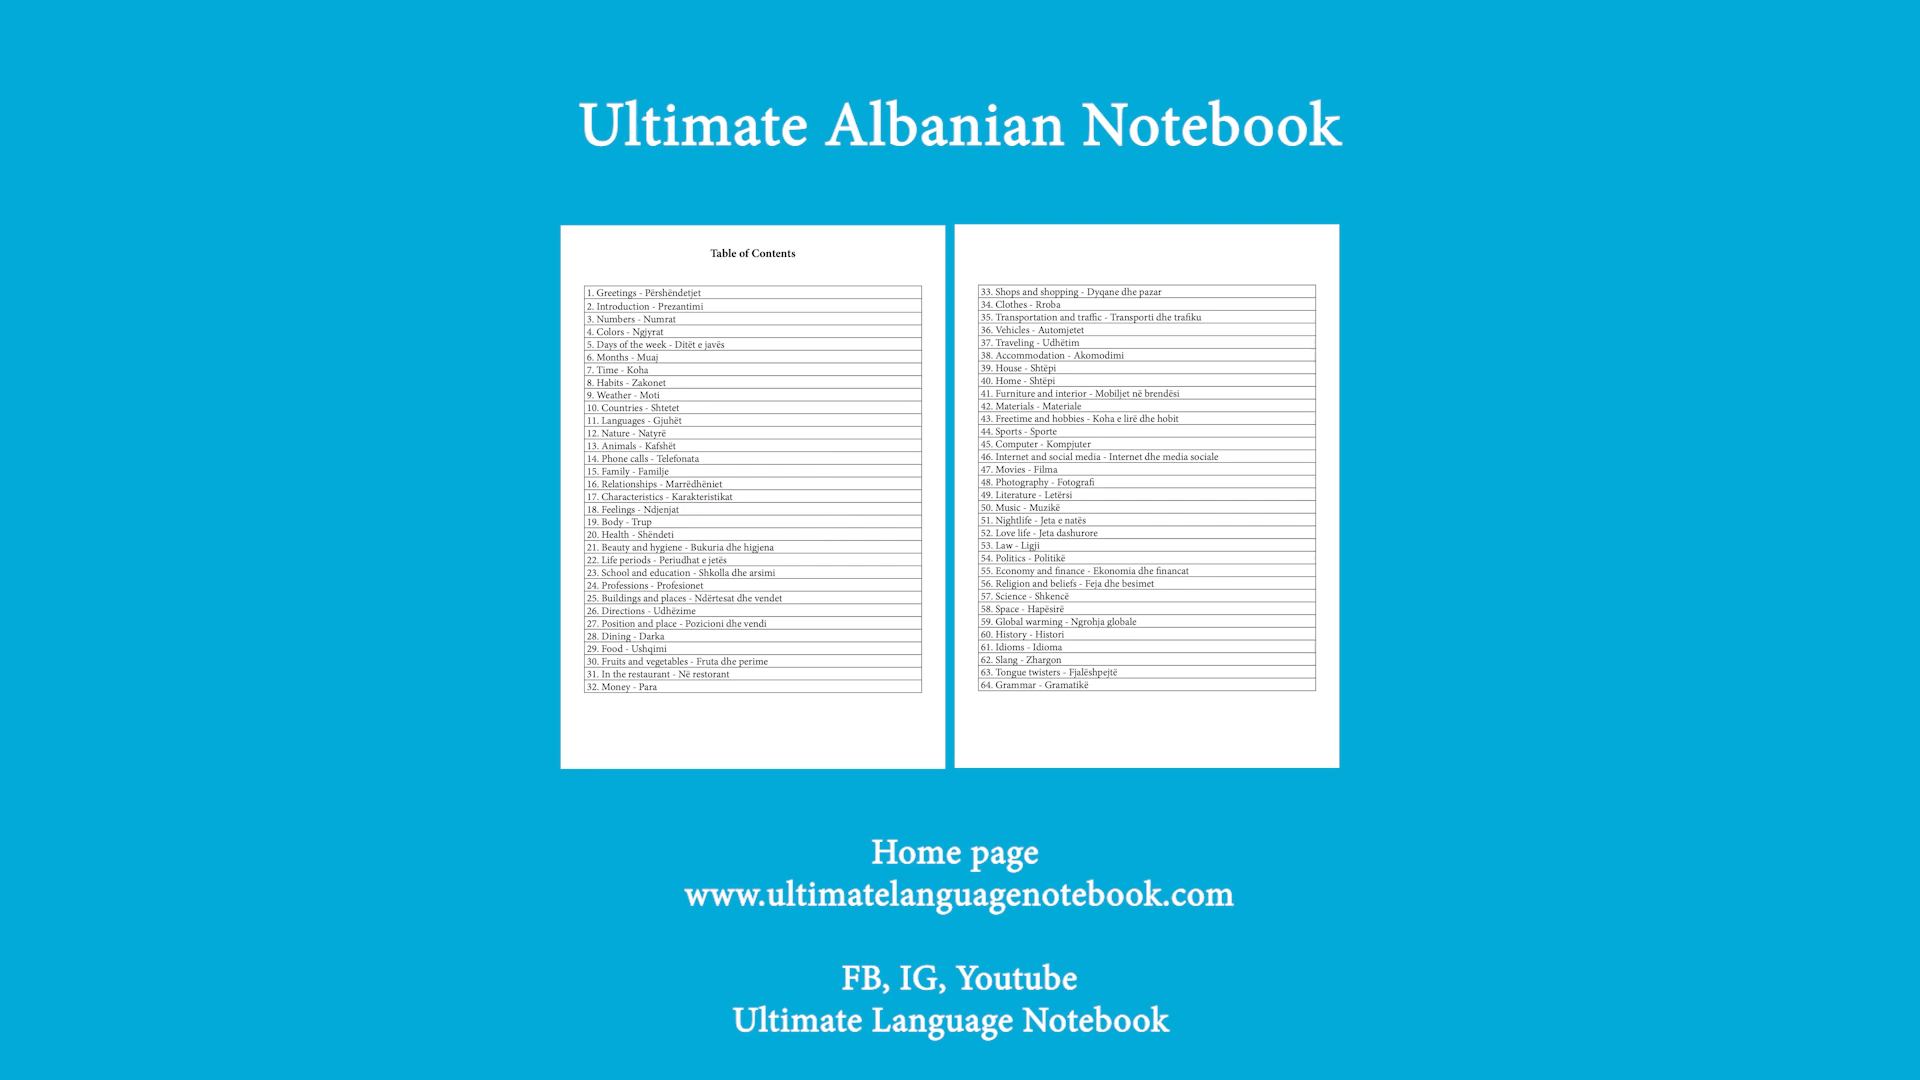 Ultimate Albanian Notebook
Table of Contents
1. Greetings - Përshëndetjet
2. Introduction - Prezantimi
3. Numbers - Numrat
4. Colors - Ngjyrat
5. Days of the week - Ditët e javës
6. Months - Muaj
7. Time - Koha
8. Habits - Zakonet
9. Weather - Moti
10. Countries - Shtetet
11. Languages - Gjuhët
12. Nature - Natyrë
13. Animals - Kafshët
14. Phone calls - Telefonata
15. Family - Familje
16. Relationships - Marrëdhëniet
17. Characteristics - Karakteristikat
18. Feelings - Ndjenjat
19. Body - Trup
20. Health - Shëndeti
21. Beauty and hygiene - Bukuria dhe higjena
22. Life periods - Periudhat e jetës
23. School and education - Shkolla dhe arsimi
24. Professions - Profesionet
25. Buildings and places - Ndërtesat dhe vendet
26. Directions - Udhëzime
27. Position and place - Pozicioni dhe vendi
28. Dining - Darka
29. Food - Ushqimi
30. Fruits and vegetables - Fruta dhe perime
31. In the restaurant - Në restorant
32. Money - Para
33. Shops and shopping - Dyqane dhe pazar
34. Clothes - Rroba
35. Transportation and traffic - Transporti dhe trafiku
36. Vehicles - Automjetet
37. Traveling - Udhëtim
38. Accommodation - Akomodimi
39. House - Shtëpi
40. Home - Shtëpi
41. Furniture and interior - Mobiljet në brendësi
42. Materials - Materiale
43. Freetime and hobbies - Koha e lirë dhe hobit
44. Sports - Sporte
45. Computer - Kompjuter
46. Internet and social media - Internet dhe media sociale
47. Movies - Filma
48. Photography - Fotografi
49. Literature - Letërsi
50. Music - Muzikë
51. Nightlife - Jeta e natës
52. Love life - Jeta dashurore
53. Law - Ligji
54. Politics - Politikë
55. Economy and finance - Ekonomia dhe financat
56. Religion and beliefs - Feja dhe besimet
57. Science - Shkencë
58. Space - Hapësirë
59. Global warming - Ngrohja globale
60. History - Histori
61. Idioms - Idioma
62. Slang - Zhargon
63. Tongue twisters - Fjalëshpejtë
64. Grammar - Gramatikë
Home page
www.ultimatelanguagenotebook.com
FB, IG, Youtube
Ultimate Language Notebook